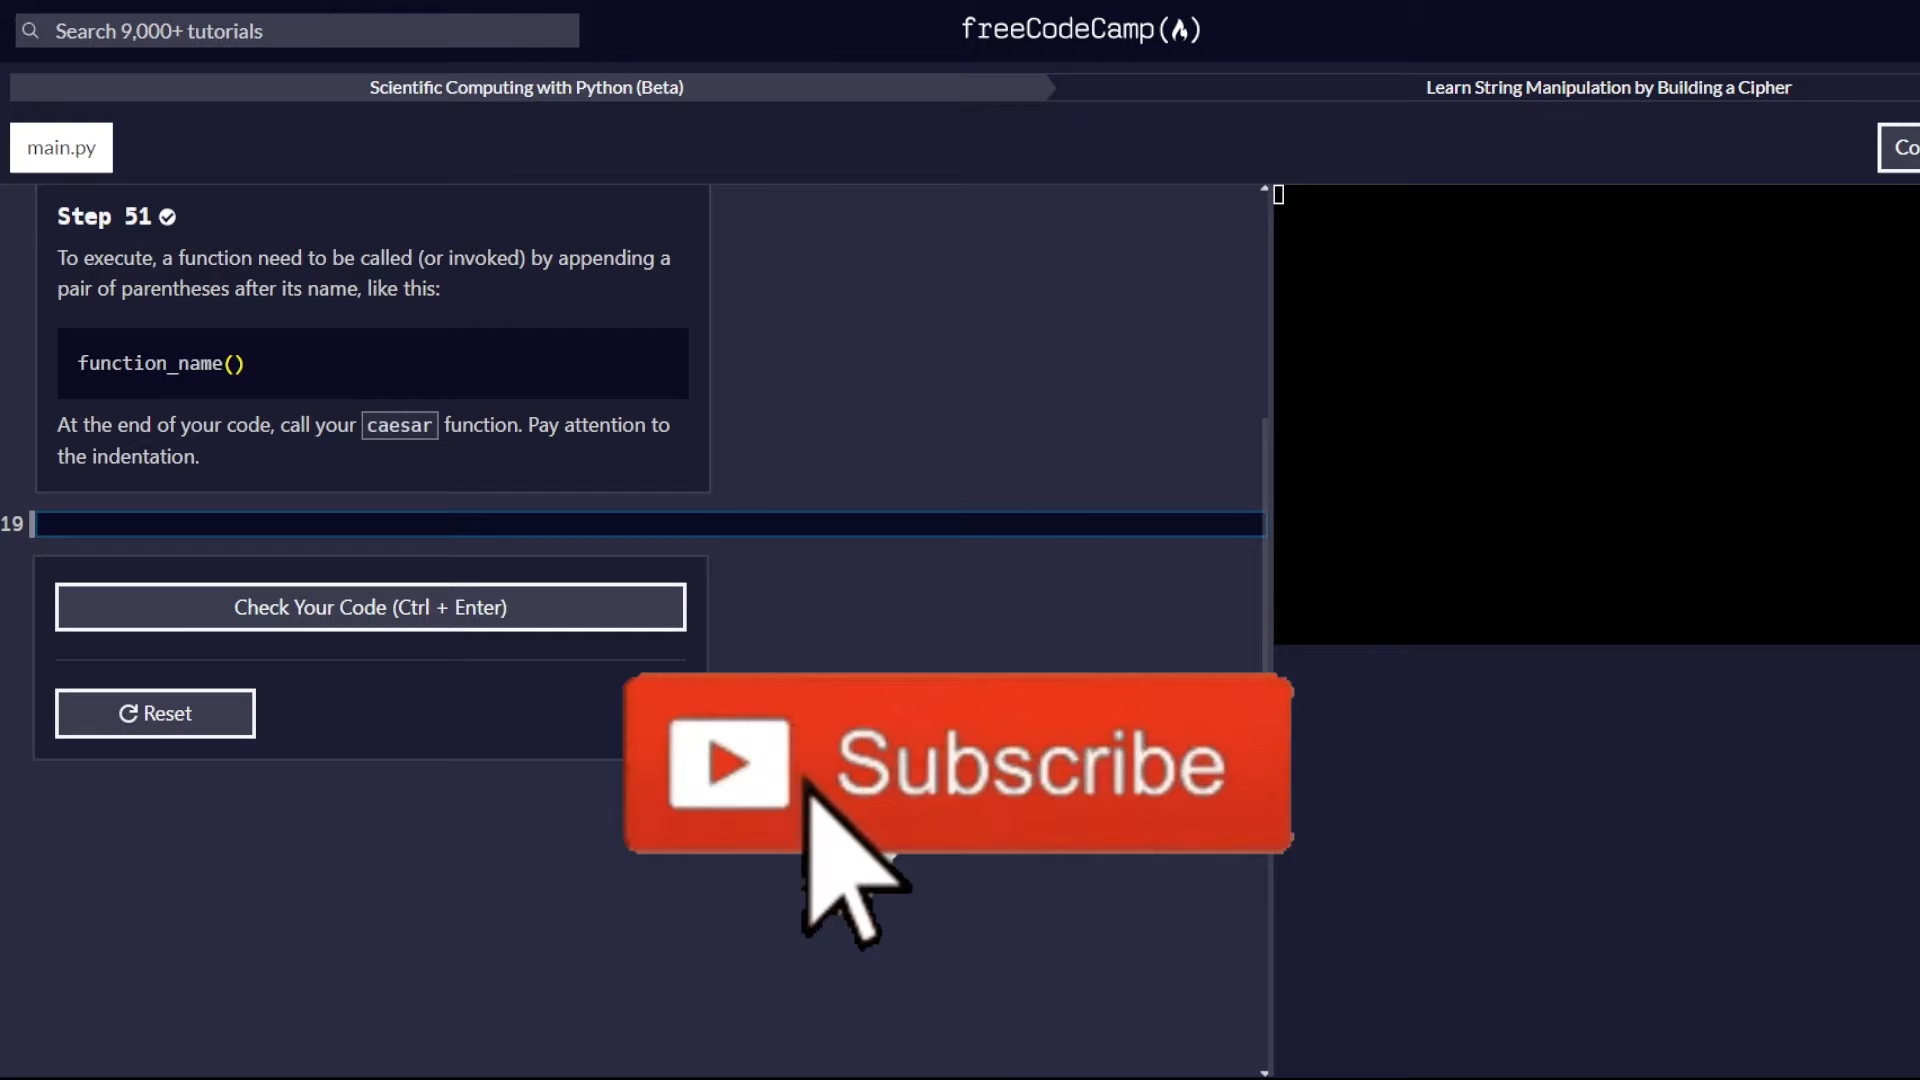 Search 9,000+ tutorials
freeCodeCamp
Scientific Computing with Python (Beta)
Learn String Manipulation by Building a Cipher
main.py
Co
Step 51
To execute, a function need to be called (or invoked) by appending a
pair of parentheses after its name, like this:
function_name()
At the end of your code, call your caesar function. Pay attention to
the indentation.
19
Check Your Code (Ctrl + Enter)
Reset
Subscribe